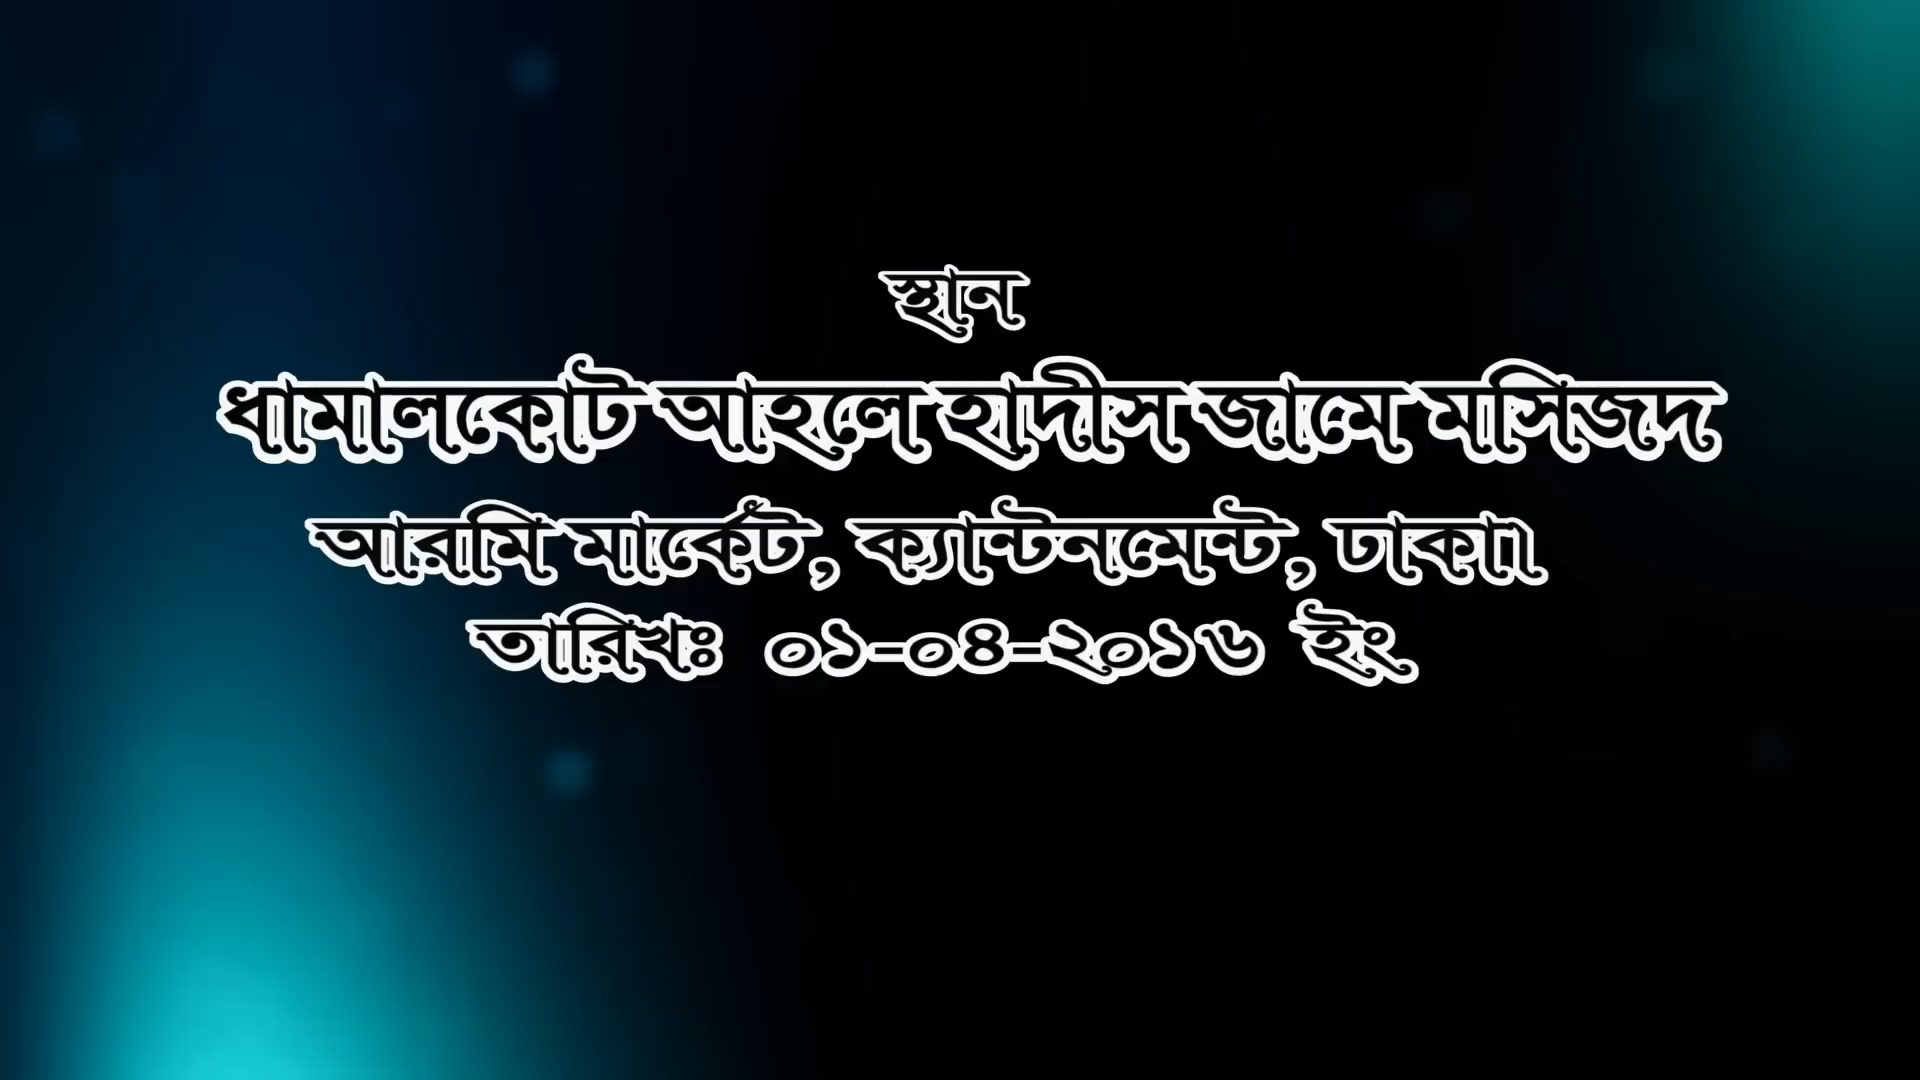 স্থান
ধামালকোট আহলে হাদীস জামে মসিজদ
আরমি মার্কেট, ক্যান্টনমেন্ট, ঢাকা।
তারিখঃ ০১-০৪-২০১৬ ইং